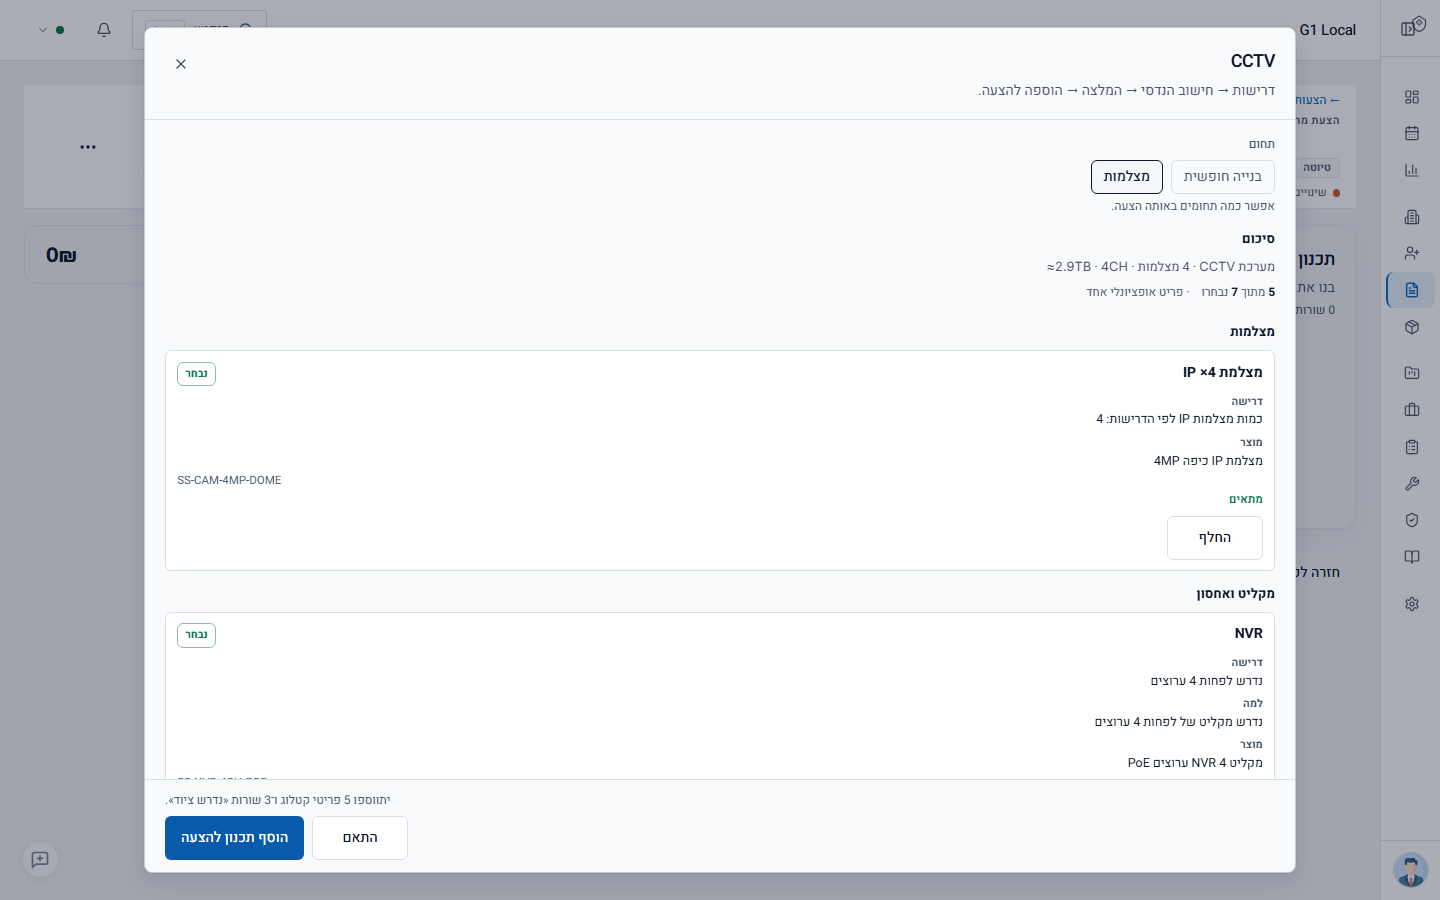 G1 Local
← הצעות
טיוטה
שינויים
תכנון
בנו את
0 שורות
₪0
CCTV
דרישות → חישוב הנדסי → המלצה → הוספה להצעה.
תחום
בנייה חופשית
מצלמות
אפשר כמה תחומים באותה הצעה.
סיכום
מערכת CCTV · 4 מצלמות · 4CH · ≈2.9TB
5 מתוך 7 נבחרו · פריט אופציונלי אחד
מצלמות
מצלמת IP ×4
נבחר
דרישה
כמות מצלמות IP לפי הדרישות: 4
מוצר
מצלמת IP כיפה 4MP
SS-CAM-4MP-DOME
מתאים
החלף
מקליט ואחסון
NVR
נבחר
דרישה
נדרש לפחות 4 ערוצים
למה
נדרש מקליט של לפחות 4 ערוצים
מוצר
מקליט NVR 4 ערוצים PoE
יתווספו 5 פריטי קטלוג ו־3 שורות «נדרש ציוד».
התאם
הוסף תכנון להצעה